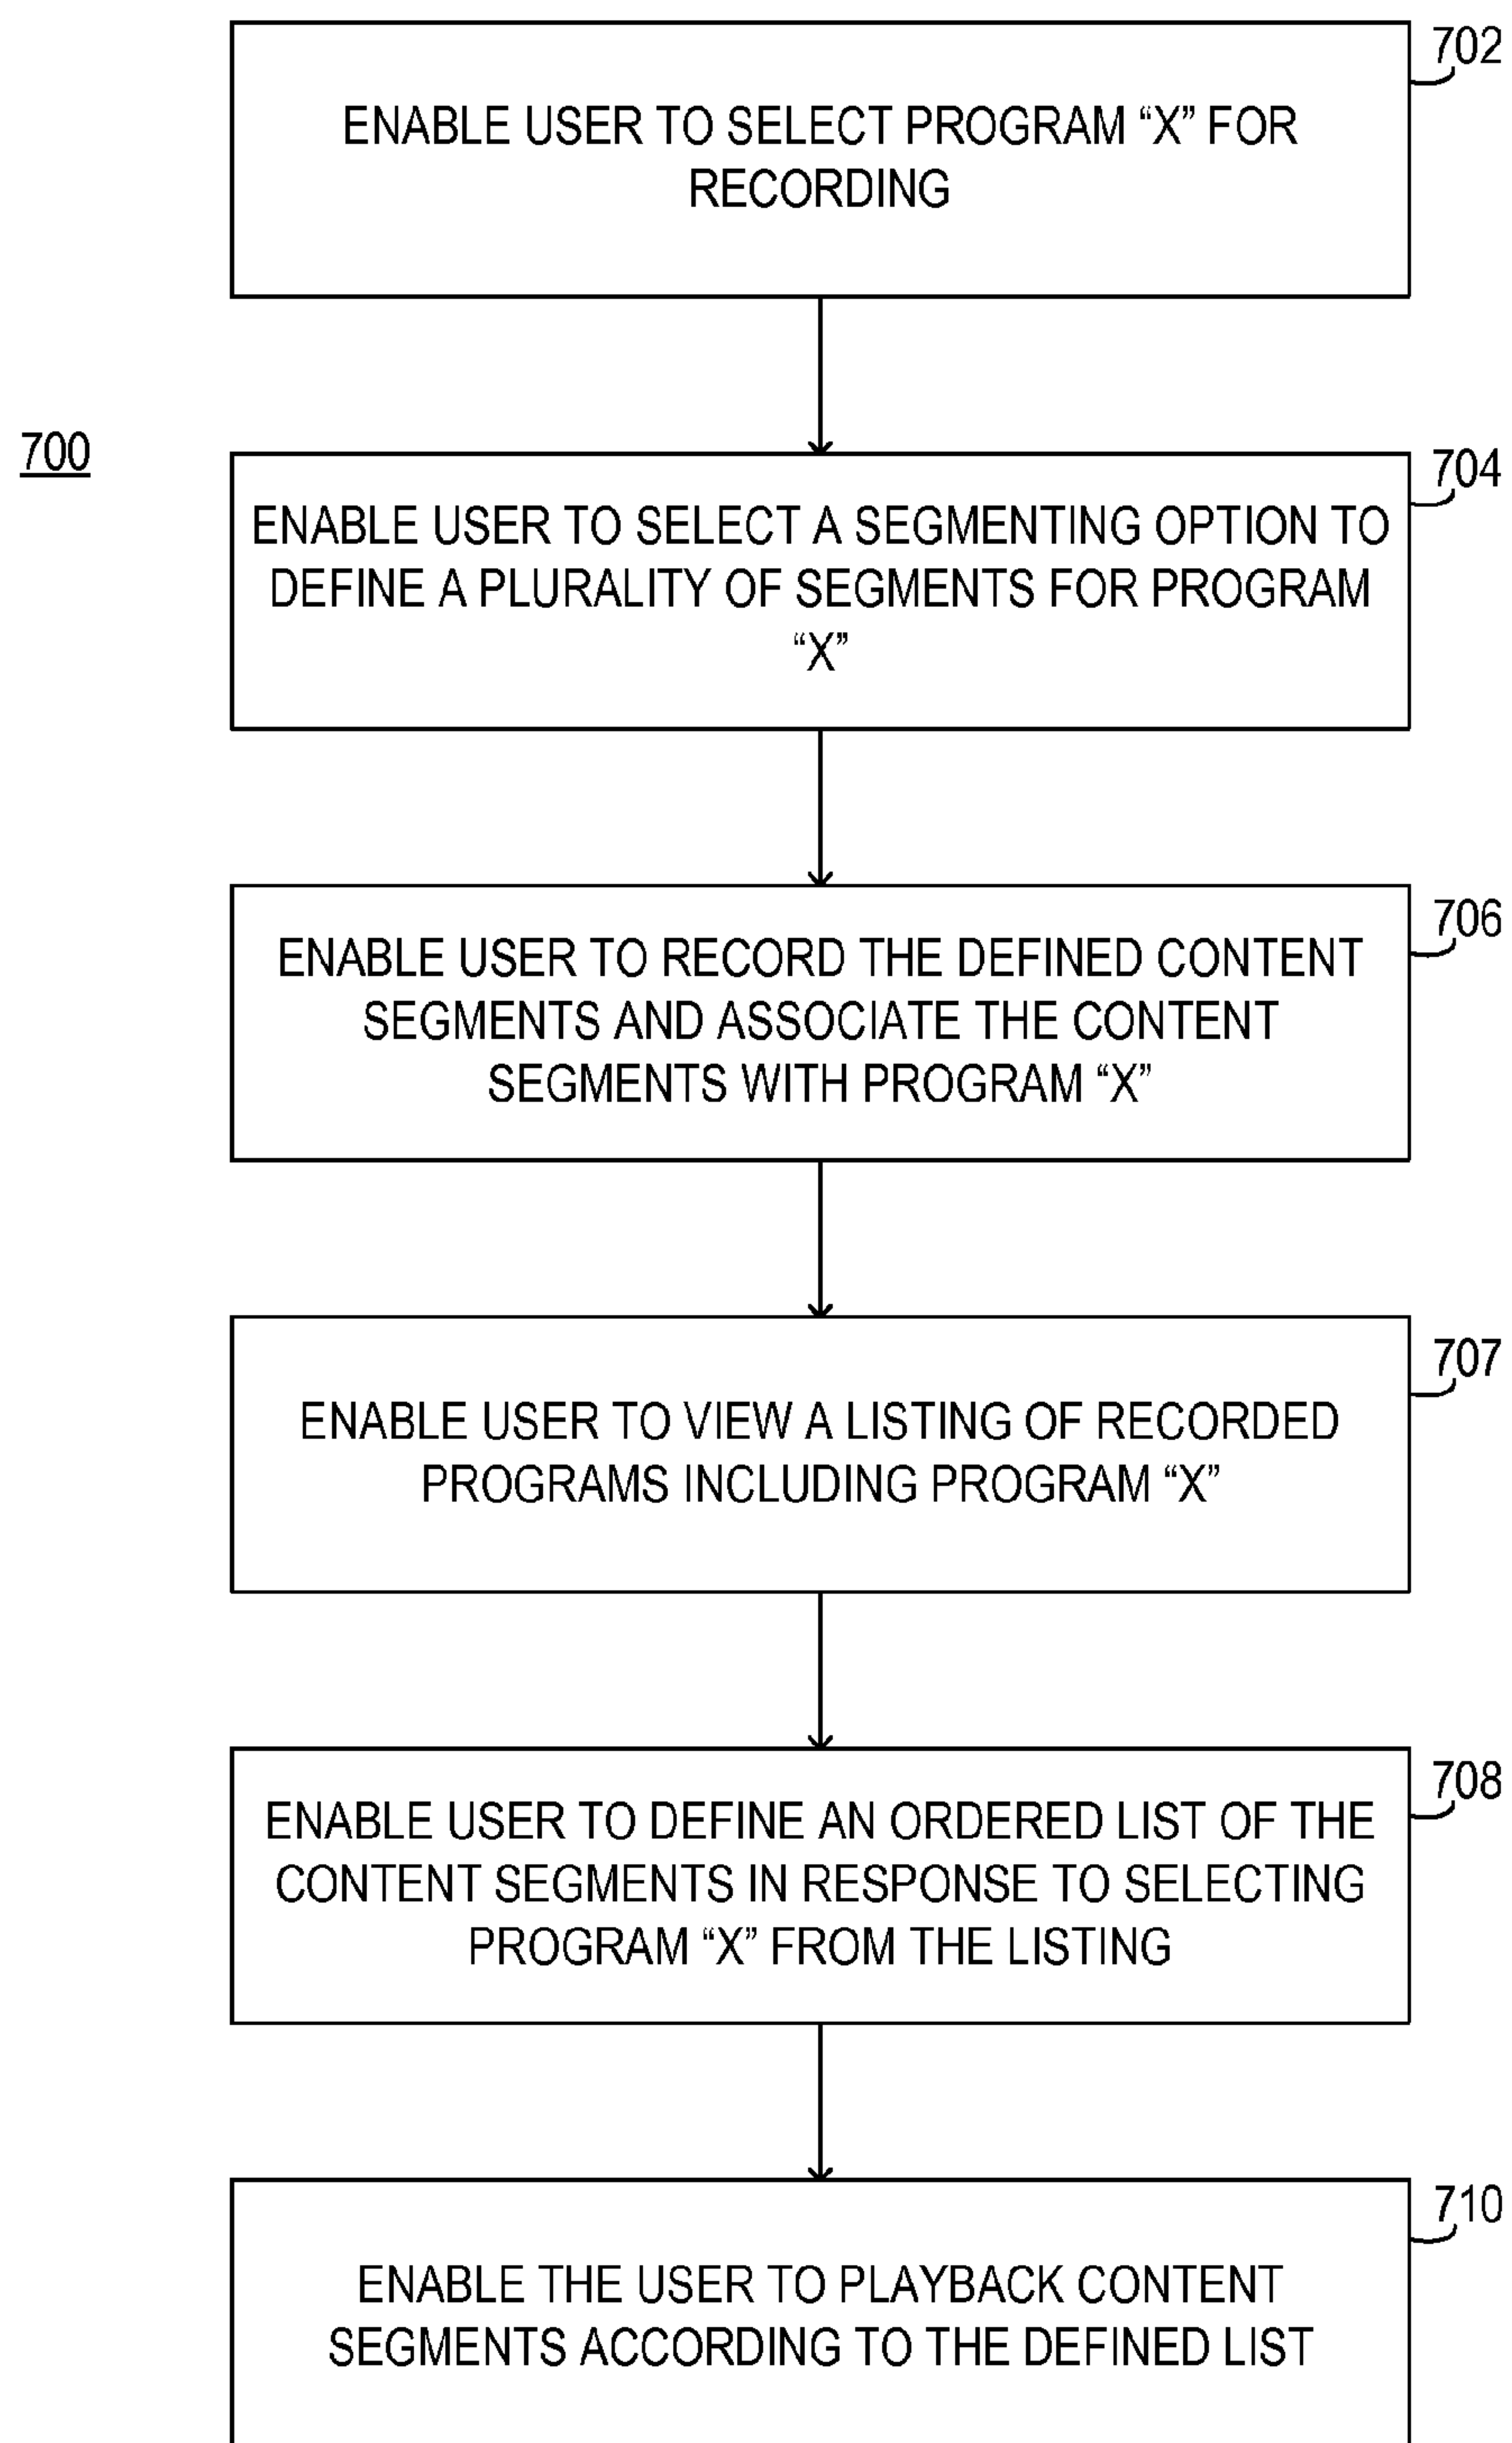 702
ENABLE USER TO SELECT PROGRAM “X” FOR
RECORDING
700
704
ENABLE USER TO SELECT A SEGMENTING OPTION TO
DEFINE A PLURALITY OF SEGMENTS FOR PROGRAM
“X”
706
ENABLE USER TO RECORD THE DEFINED CONTENT
SEGMENTS AND ASSOCIATE THE CONTENT
SEGMENTS WITH PROGRAM “X”
707
ENABLE USER TO VIEW A LISTING OF RECORDED
PROGRAMS INCLUDING PROGRAM “X”
708
ENABLE USER TO DEFINE AN ORDERED LIST OF THE
CONTENT SEGMENTS IN RESPONSE TO SELECTING
PROGRAM “X” FROM THE LISTING
710
ENABLE THE USER TO PLAYBACK CONTENT
SEGMENTS ACCORDING TO THE DEFINED LIST